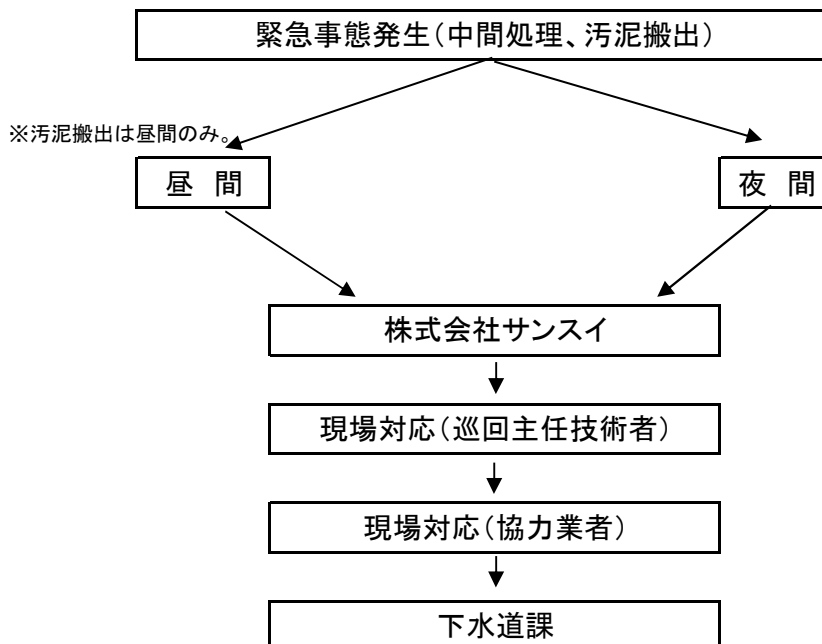 緊急事態発生（中間処理、汚泥搬出）
※汚泥搬出は昼間のみ。
昼　間
夜　間
株式会社サンスイ
現場対応（巡回主任技術者）
現場対応（協力業者）
下水道課